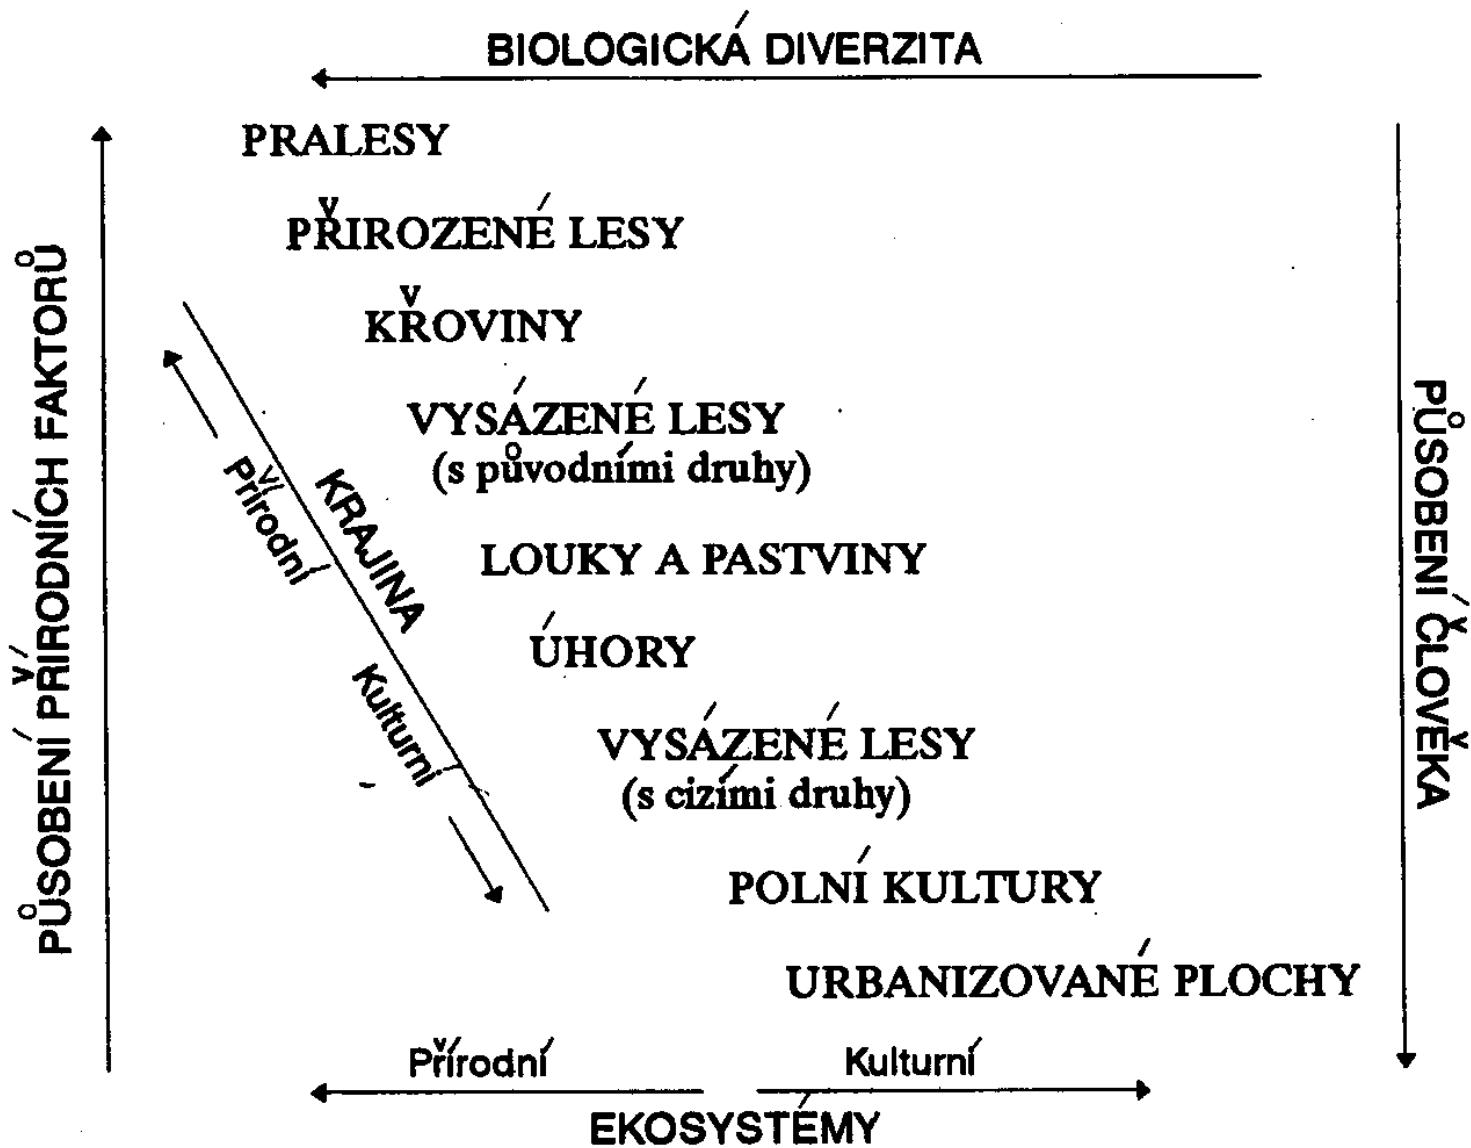 BIOLOGICKÁ DIVERZITA
PRALESY
PŘIROZENÉ LESY
KŘOVINY
VYSÁZENÉ LESY
(s původními druhy)
LOUKY A PASTVINY
ÚHORY
VYSÁZENÉ LESY
(s cizími druhy)
POLNÍ KULTURY
URBANIZOVANÉ PLOCHY
PŮSOBENÍ PŘÍRODNÍCH FAKTORŮ
KRAJINA
Přírodní
Kulturní
PŮSOBENÍ ČLOVĚKA
Přírodní
Kulturní
EKOSYSTÉMY